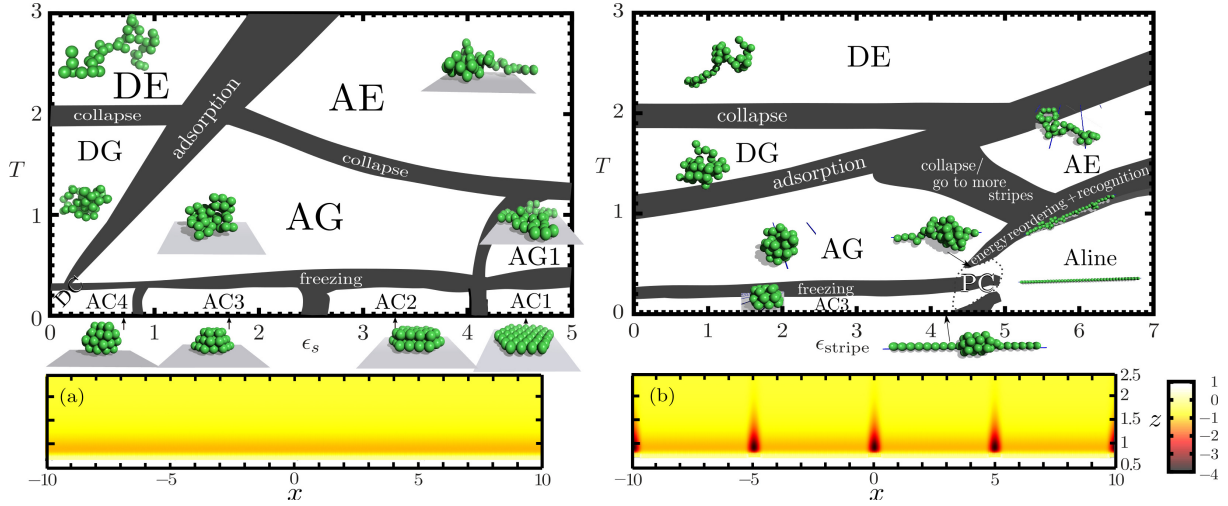 3
2
1
0
T
DE
collapse
DG
adsorption
AE
collapse
AG
AG1
freezing
DC
AC4
AC3
AC2
AC1
0
1
2
3
4
5
ϵ_s
3
2
1
0
T
DE
collapse
DG
adsorption
collapse/
go to more
stripes
AE
energy reordering + recognition
AG
Aline
PC
freezing
AC3
0
1
2
3
4
5
6
7
ϵ_stripe
(a)
−10
−5
0
5
10
x
(b)
2.5
2
1.5
1
0.5
z
−10
−5
0
5
10
x
1
0
−1
−2
−3
−4